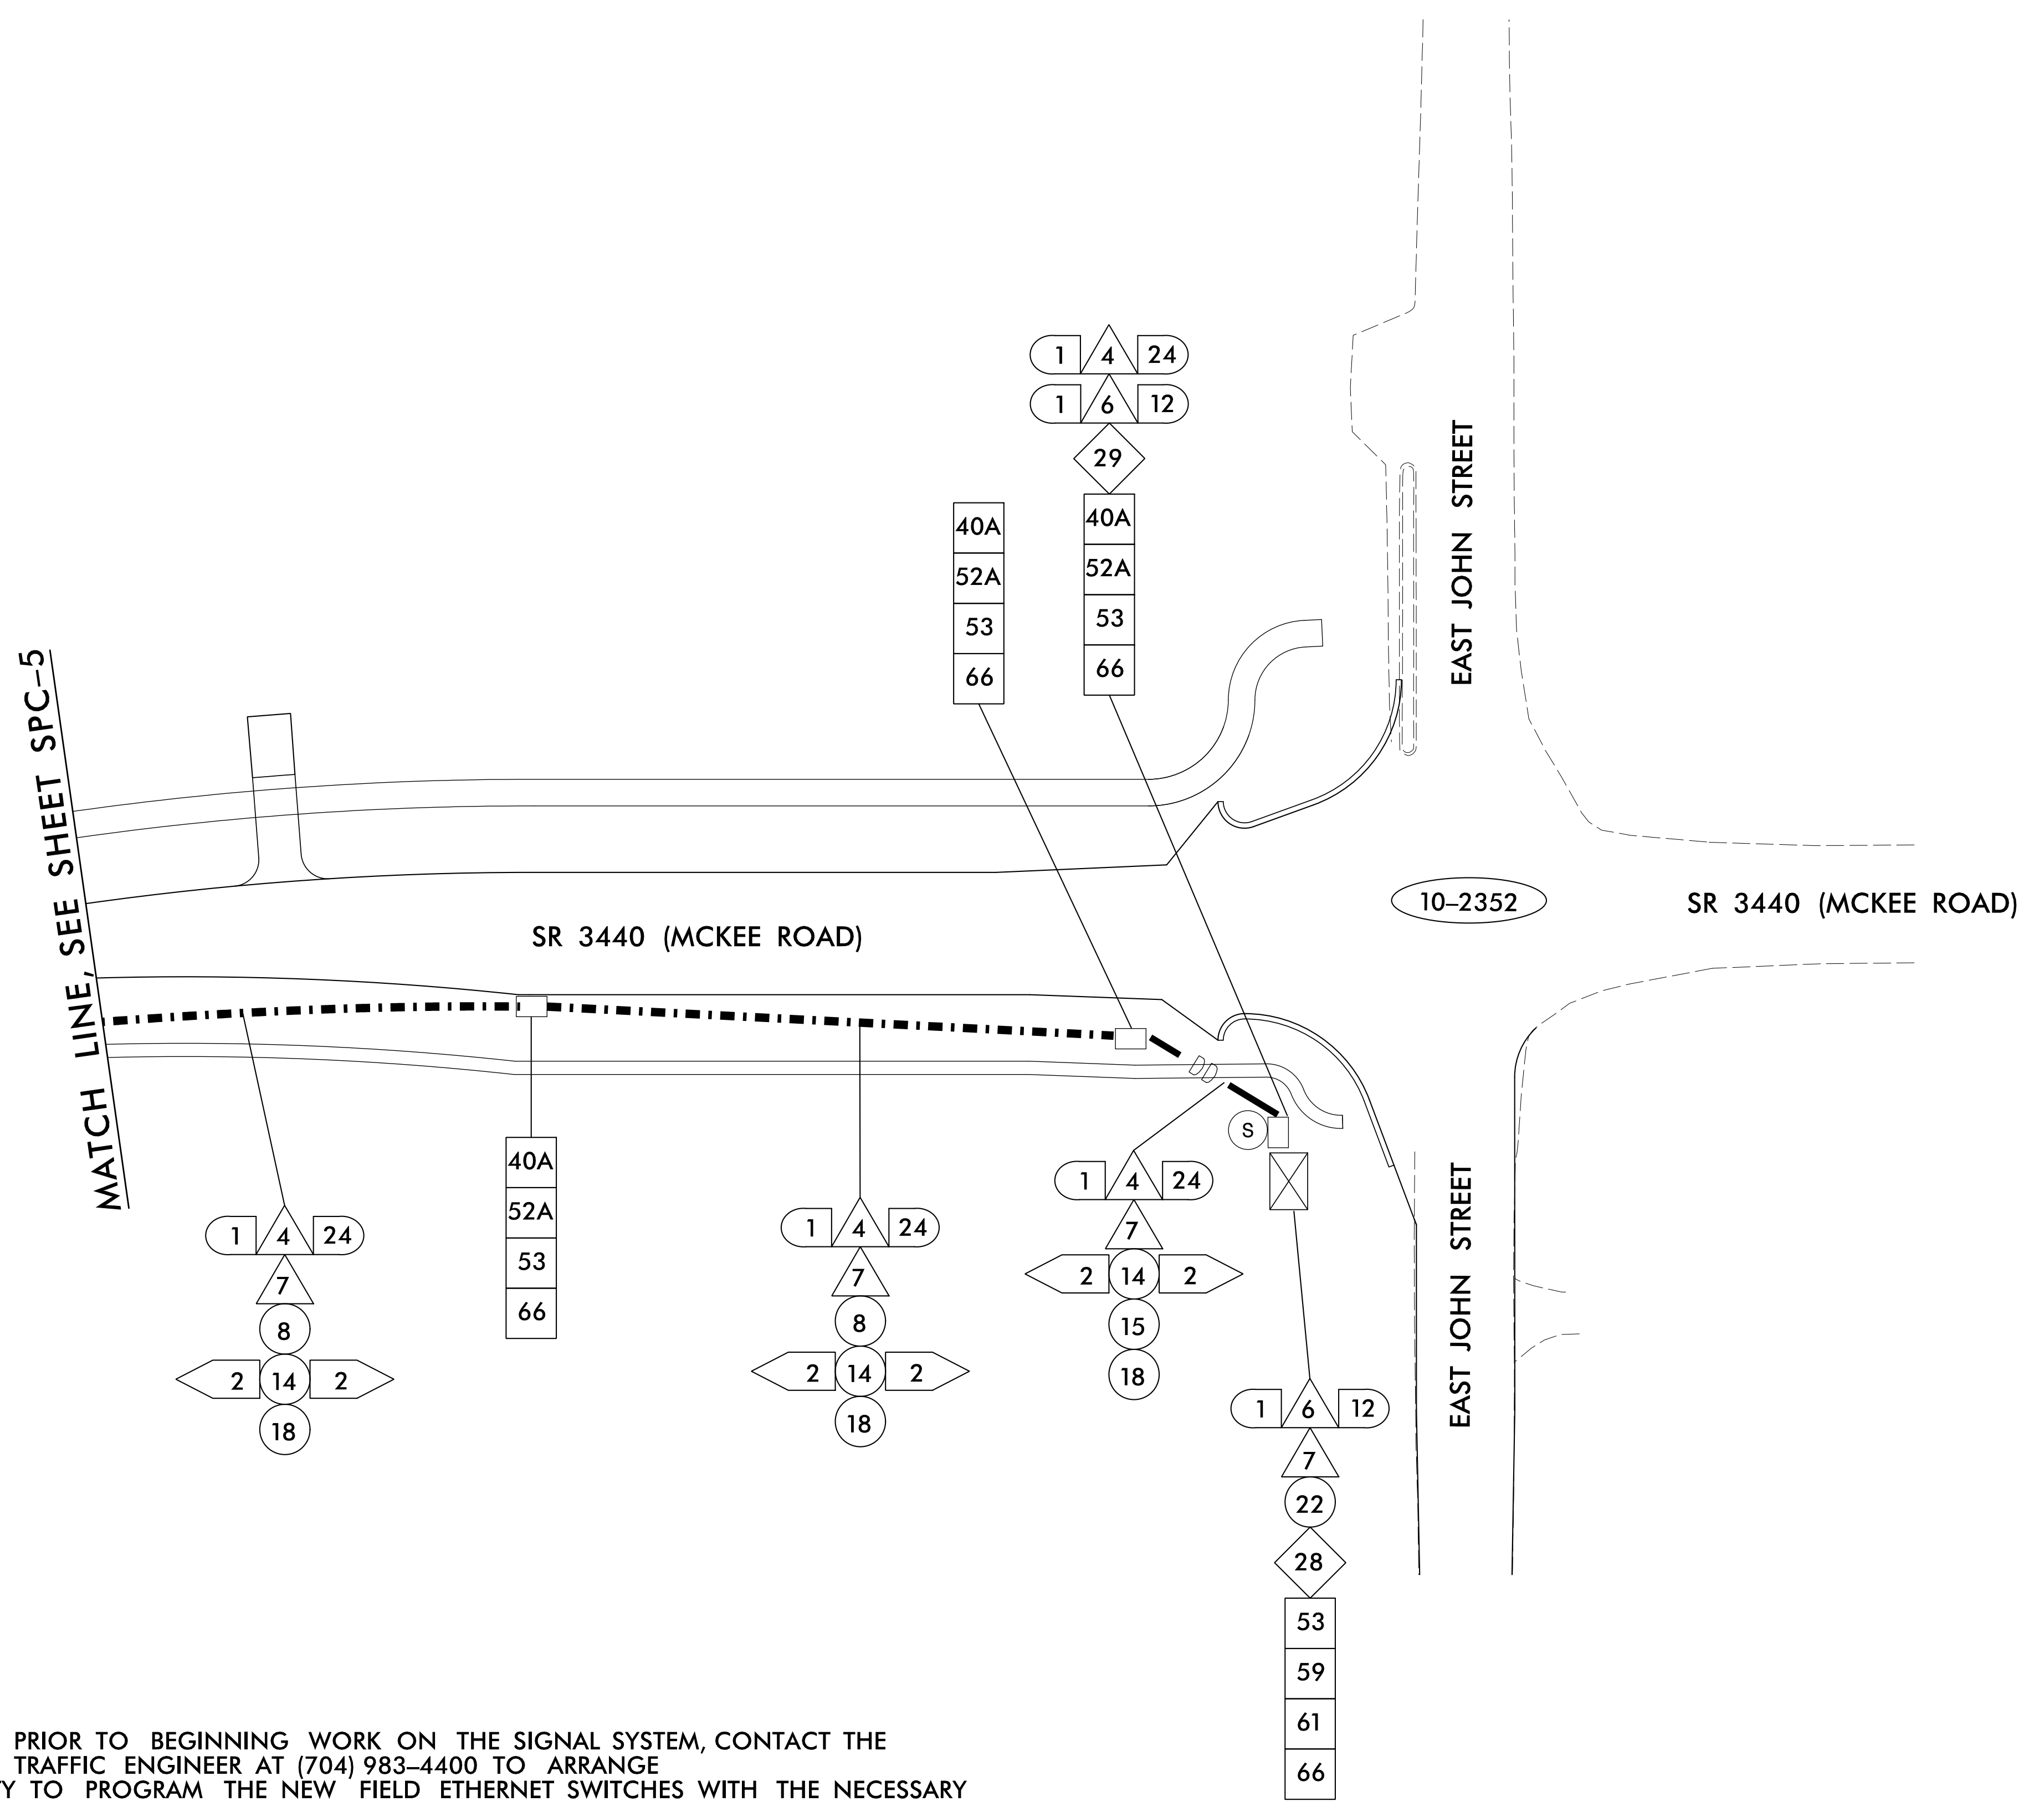 1 4 24
1 6 12
29
40A
52A
53
66
40A
52A
53
66
EAST JOHN STREET
MATCH LINE, SEE SHEET SPC-5
10-2352
SR 3440 (MCKEE ROAD)
SR 3440 (MCKEE ROAD)
S
1 4 24
7
8
2 14 2
18
40A
52A
53
66
1 4 24
7
8
2 14 2
18
1 4 24
7
2 14 2
15
18
EAST JOHN STREET
1 6 12
7
22
28
53
59
61
66
PRIOR TO BEGINNING WORK ON THE SIGNAL SYSTEM, CONTACT THE
TRAFFIC ENGINEER AT (704) 983-4400 TO ARRANGE
Y TO PROGRAM THE NEW FIELD ETHERNET SWITCHES WITH THE NECESSARY